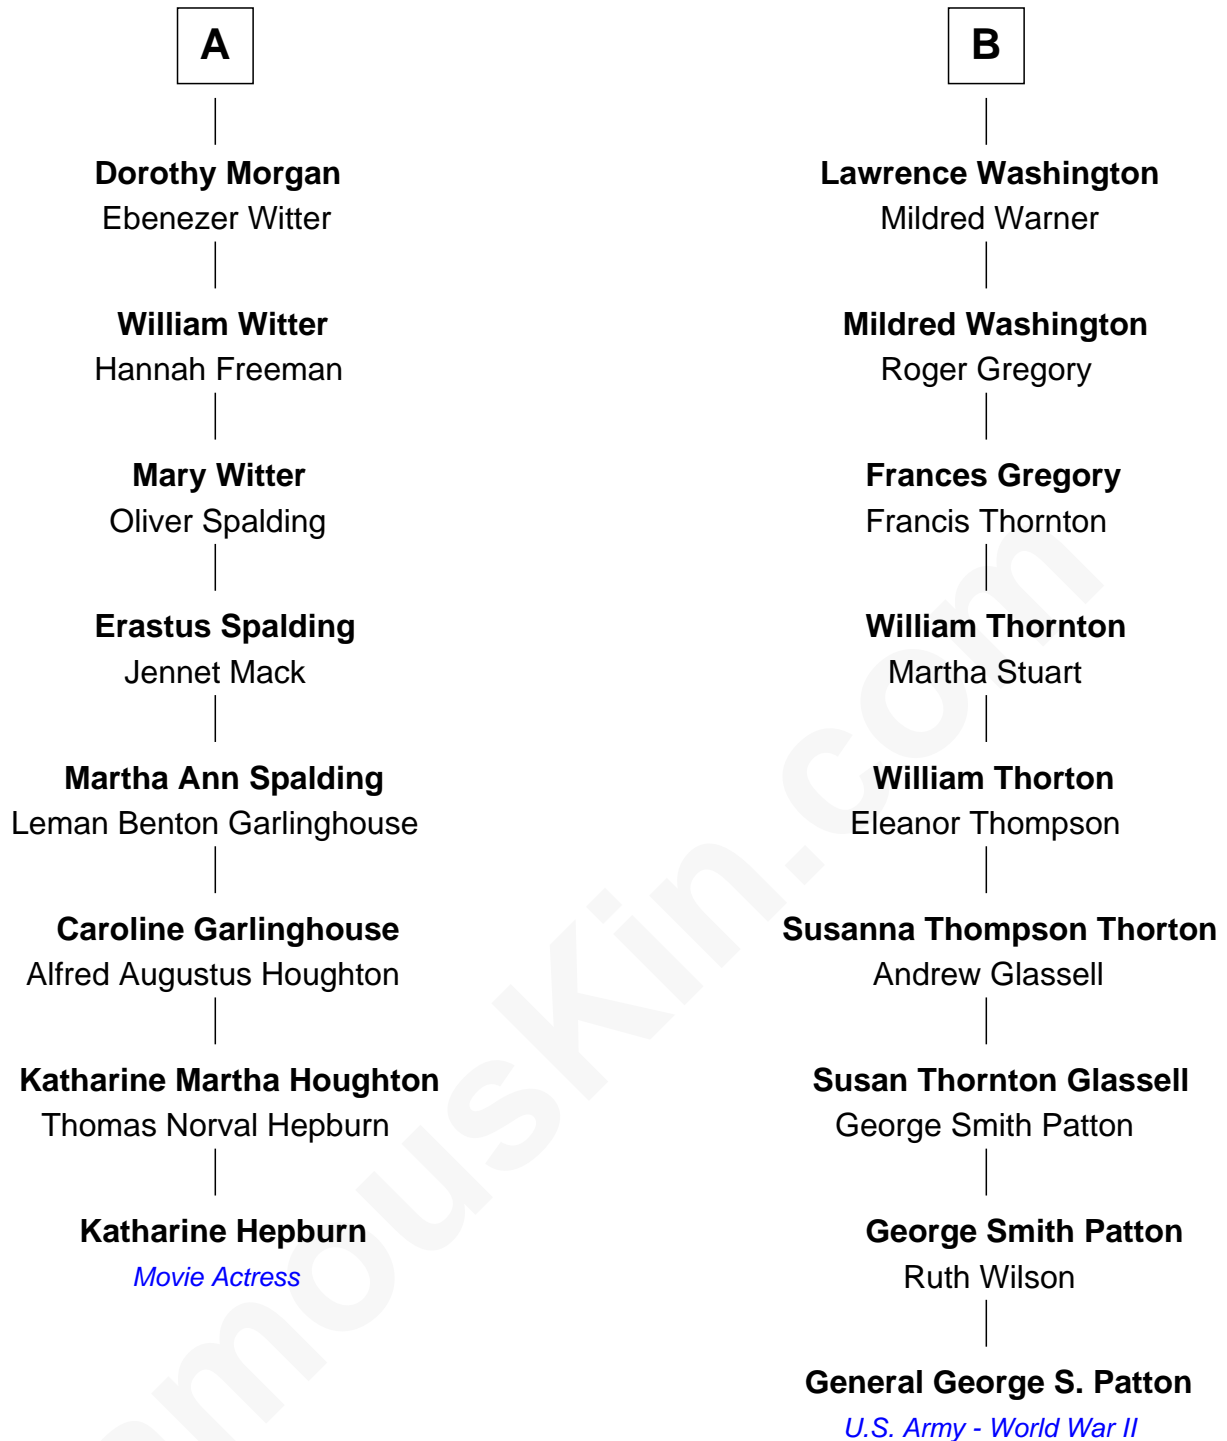 A
Dorothy Morgan
Ebenezer Witter
William Witter
Hannah Freeman
Mary Witter
Oliver Spalding
Erastus Spalding
Jennet Mack
Martha Ann Spalding
Leman Benton Garlinghouse
Caroline Garlinghouse
Alfred Augustus Houghton
Katharine Martha Houghton
Thomas Norval Hepburn
Katharine Hepburn
Movie Actress
B
Lawrence Washington
Mildred Warner
Mildred Washington
Roger Gregory
Frances Gregory
Francis Thornton
William Thornton
Martha Stuart
William Thorton
Eleanor Thompson
Susanna Thompson Thorton
Andrew Glassell
Susan Thornton Glassell
George Smith Patton
George Smith Patton
Ruth Wilson
General George S. Patton
U.S. Army - World War II
amousKin.com